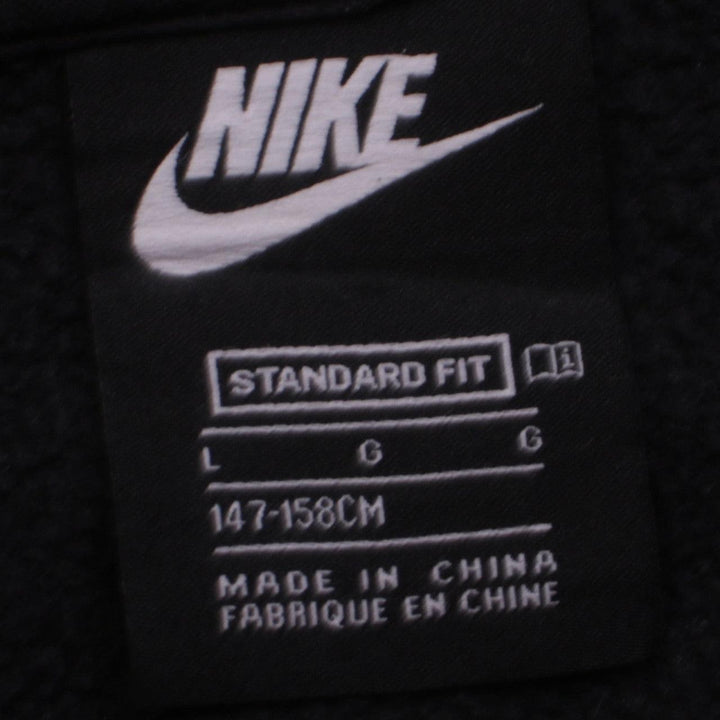 NIKE
STANDARD FIT i
L G G
147-158CM
MADE IN CHINA
FABRIQUE EN CHINE